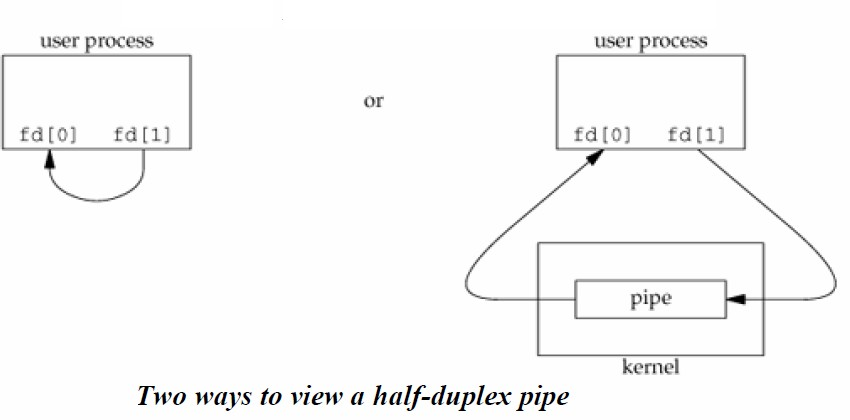 user process
fd[0] fd[1]
or
user process
fd[0] fd[1]
pipe
kernel
Two ways to view a half-duplex pipe